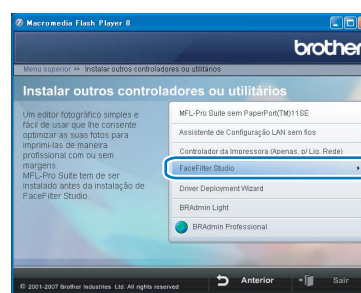 Macromedia Flash Player 8
brother
Menu superior >> Instalar outros controladores ou utilitários
Instalar outros controladores ou utilitários
Um editor fotográfico simples e
fácil de usar que lhe consente
optimizar as suas fotos para
imprimi-las de maneira
profissional com ou sem
margens.
MFL-Pro Suite tem de ser
instalado antes da instalação de
FaceFilter Studio.
MFL-Pro Suite sem PaperPort(TM)11SE
Assistente de Configuração LAN sem fios
Controlador da Impressora (Apenas, p/ Lig. Rede)
FaceFilter Studio
Driver Deployment Wizard
BRAdmin Light
BRAdmin Professional
© 2001-2007 Brother Industries Ltd. All rights reserved
Anterior
Sair